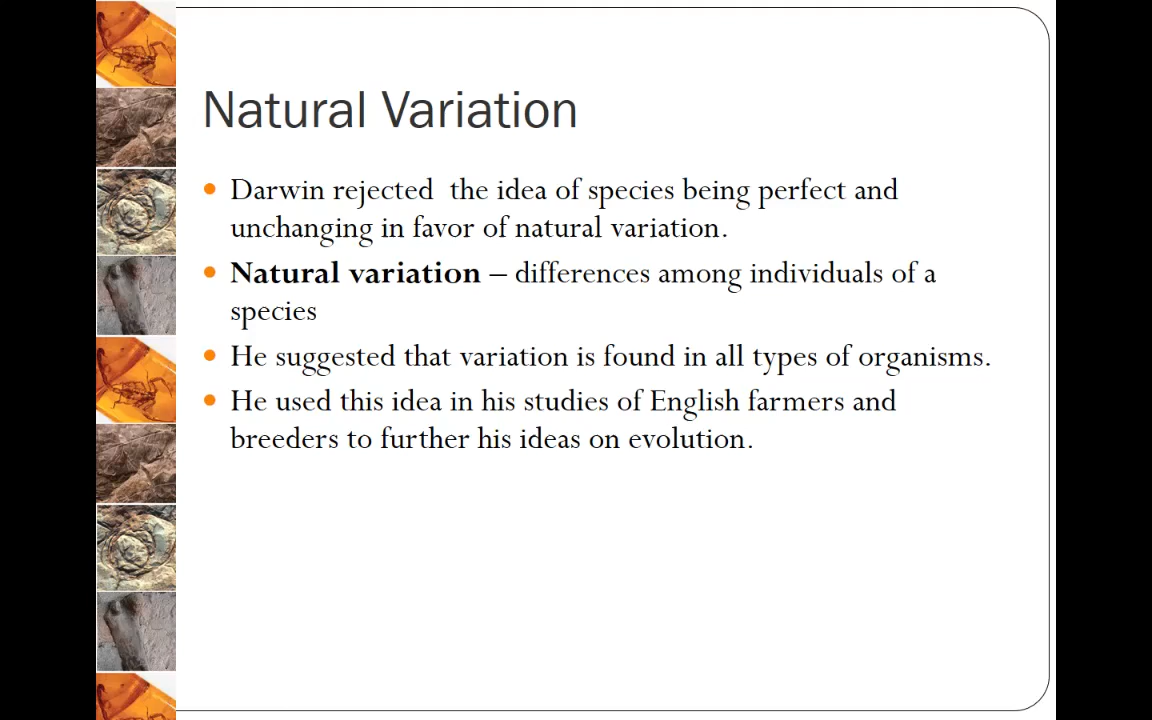 Natural Variation
• Darwin rejected  the idea of species being perfect and
unchanging in favor of natural variation.
• Natural variation – differences among individuals of a
species
• He suggested that variation is found in all types of organisms.
• He used this idea in his studies of English farmers and
breeders to further his ideas on evolution.